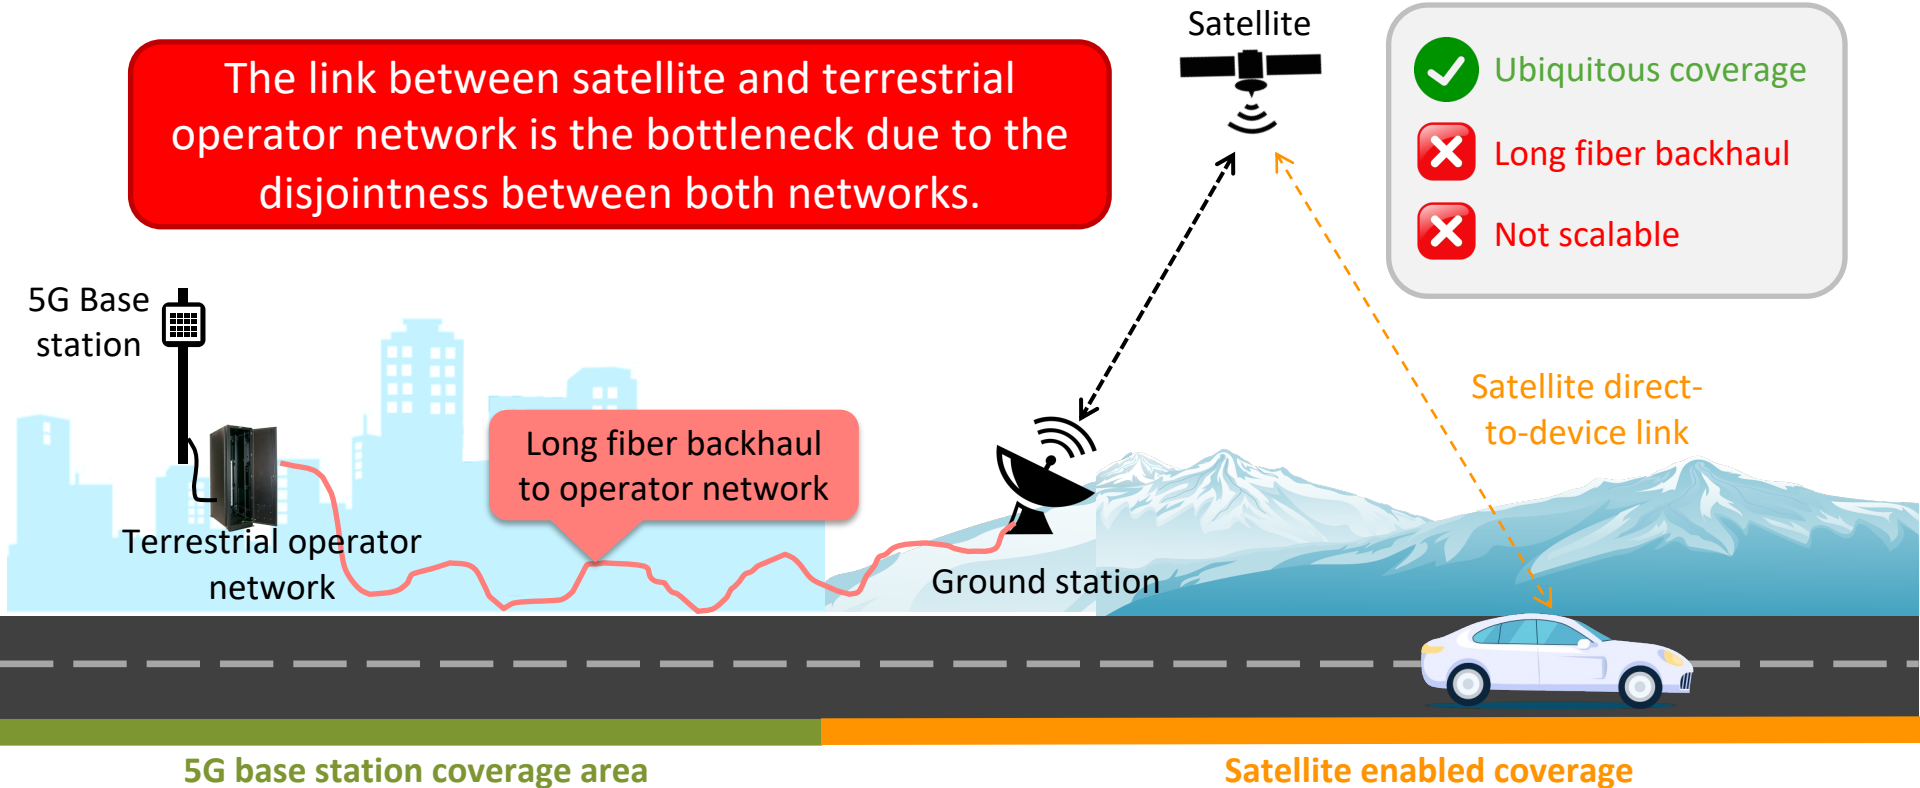 Satellite
The link between satellite and terrestrial
operator network is the bottleneck due to the
disjointness between both networks.
Ubiquitous coverage
Long fiber backhaul
Not scalable
5G Base
station
Satellite direct-
to-device link
Long fiber backhaul
to operator network
Terrestrial operator
network
Ground station
5G base station coverage area
Satellite enabled coverage